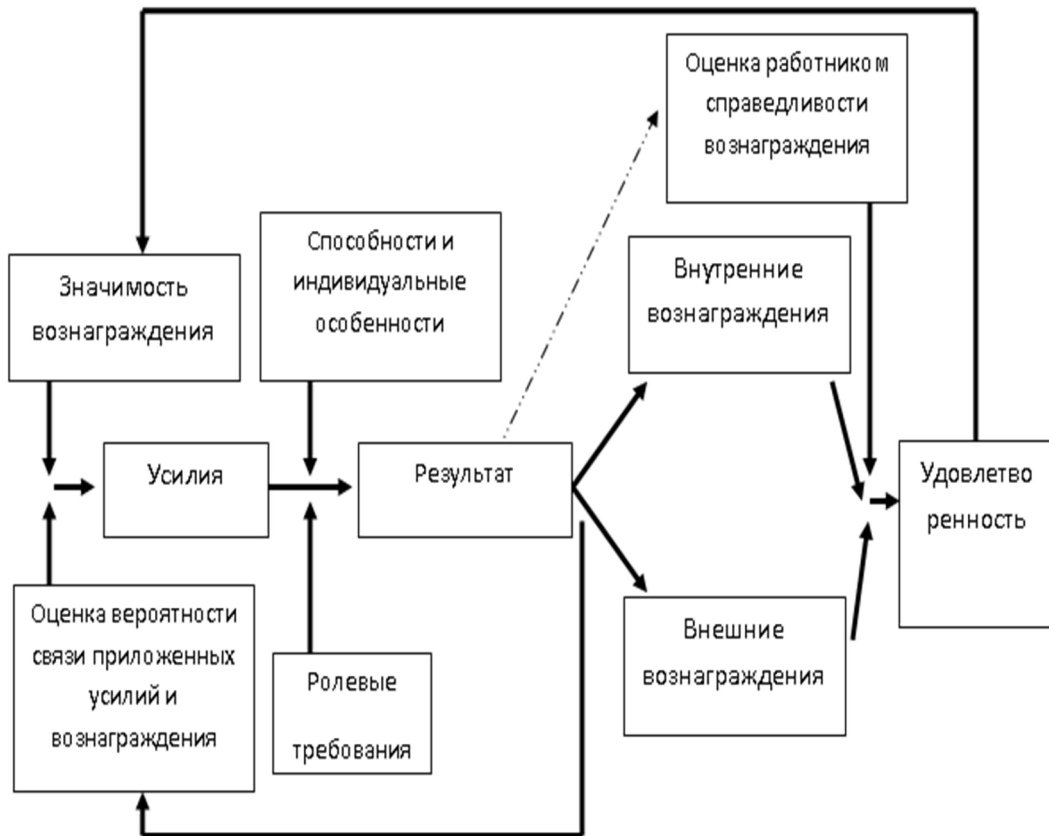 Оценка работником
справедливости
вознаграждения
Способности и
индивидуальные
особенности
Внутренние
вознаграждения
Значимость
вознаграждения
Усилия
Результат
Удовлетво
ренность
Оценка вероятности
связи приложенных
усилий и
вознаграждения
Ролевые
требования
Внешние
вознаграждения